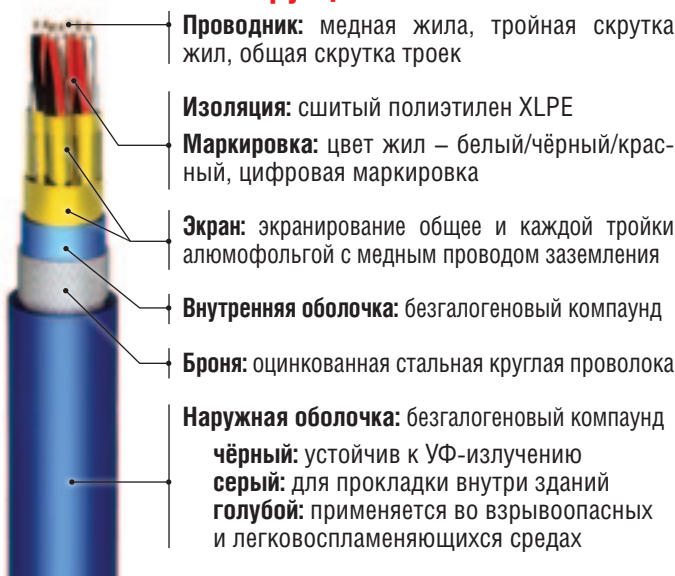 Проводник: медная жила, тройная скрутка
жил, общая скрутка троек
Изоляция: сшитый полиэтилен XLPE
Маркировка: цвет жил – белый/чёрный/крас-
ный, цифровая маркировка
Экран: экранирование общее и каждой тройки
алюмофольгой с медным проводом заземления
Внутренняя оболочка: безгалогеновый компаунд
Броня: оцинкованная стальная круглая проволока
Наружная оболочка: безгалогеновый компаунд
чёрный: устойчив к УФ-излучению
серый: для прокладки внутри зданий
голубой: применяется во взрывоопасных
и легковоспламеняющихся средах